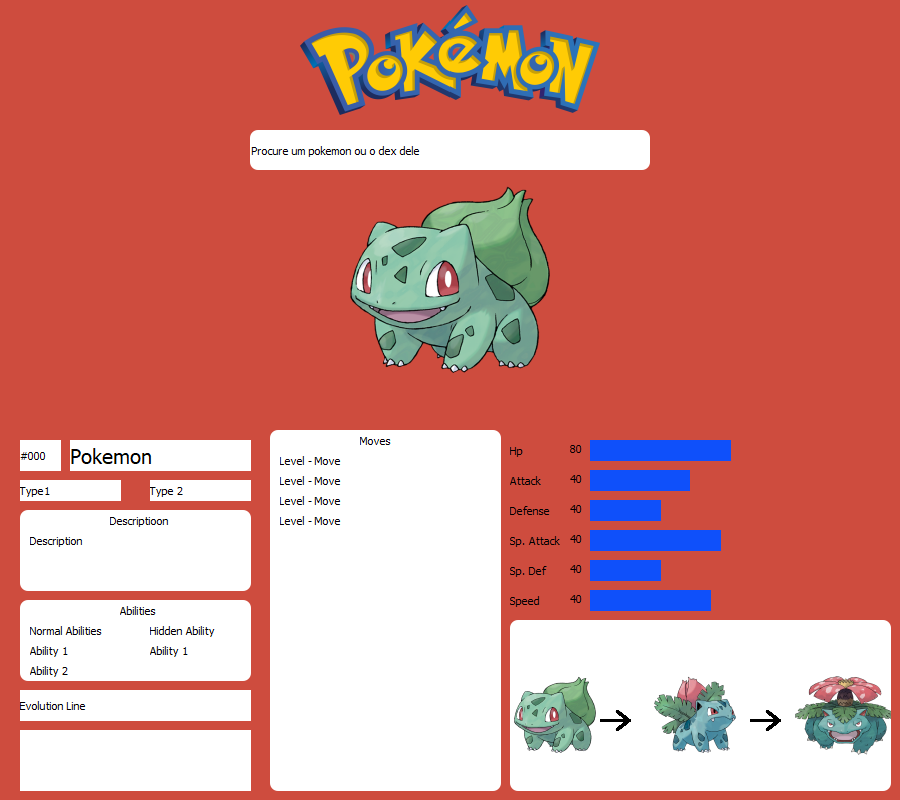 POKéMON
Procure um pokemon ou o dex dele
#000
Pokemon
Type1
Type 2
Descriptioon
Description
Abilities
Normal Abilities
Hidden Ability
Ability 1
Ability 1
Ability 2
Evolution Line
Moves
Level - Move
Level - Move
Level - Move
Level - Move
Hp 80
Attack 40
Defense 40
Sp. Attack 40
Sp. Def 40
Speed 40